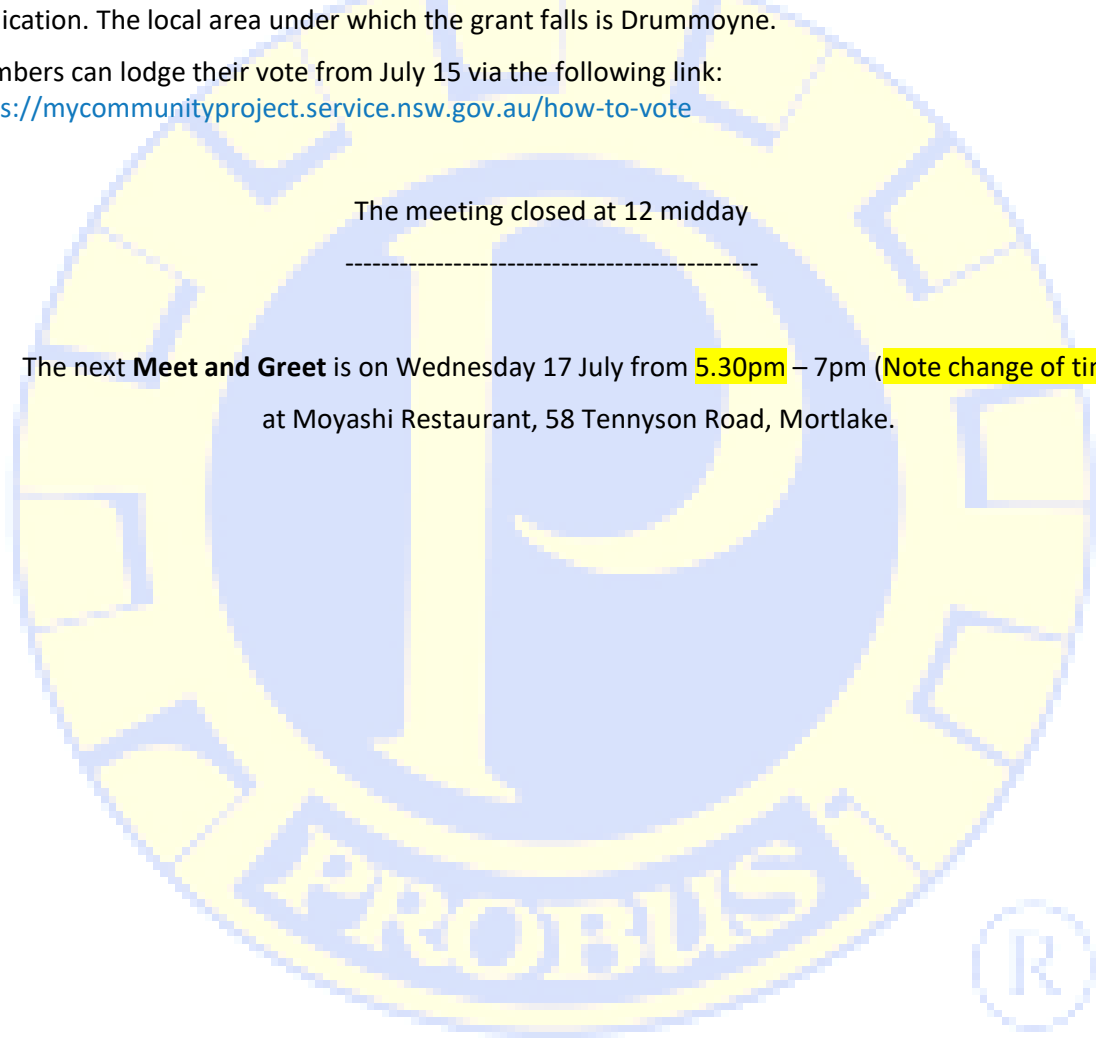 ication. The local area under which the grant falls is Drummoyne.
mbers can lodge their vote from July 15 via the following link:
s://mycommunityproject.service.nsw.gov.au/how-to-vote
The meeting closed at 12 midday
----------------------------------------------
The next Meet and Greet is on Wednesday 17 July from 5.30pm – 7pm (Note change of tir
at Moyashi Restaurant, 58 Tennyson Road, Mortlake.
P
PROBUS
®